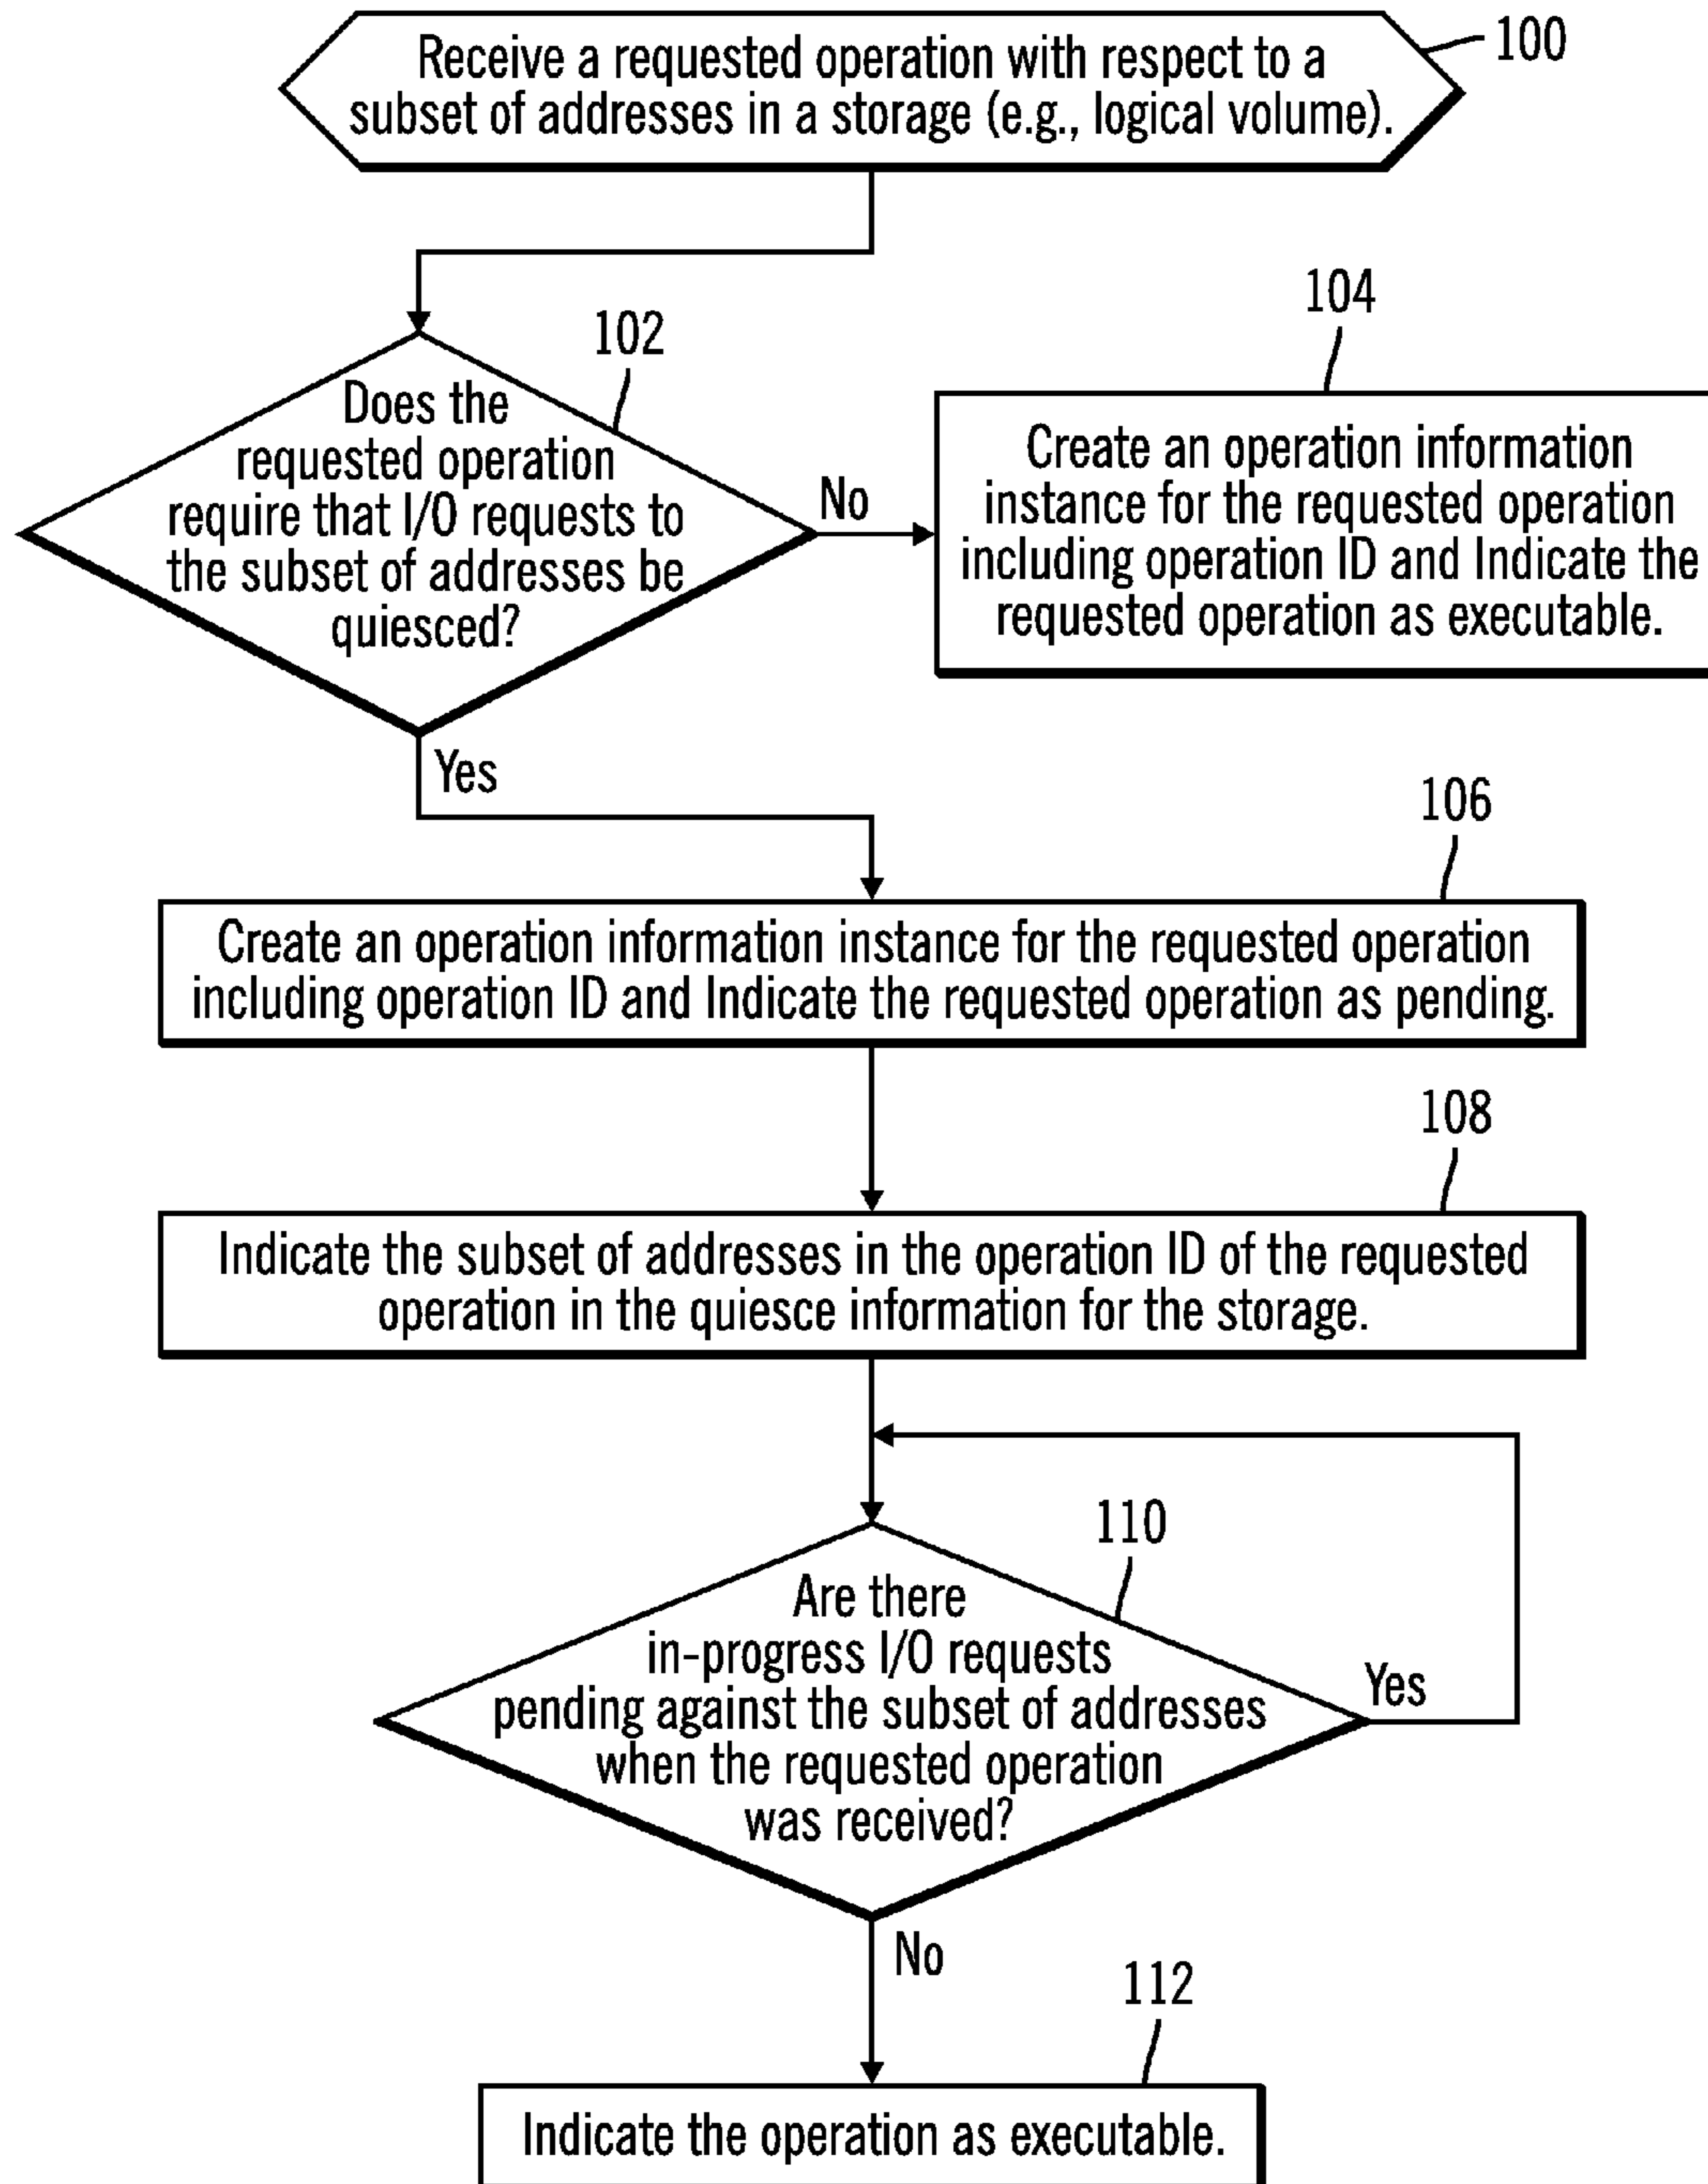 Receive a requested operation with respect to a
subset of addresses in a storage (e.g., logical volume).
100
102
Does the
requested operation
require that I/O requests to
the subset of addresses be
quiesced?
No
Yes
104
Create an operation information
instance for the requested operation
including operation ID and Indicate the
requested operation as executable.
106
Create an operation information instance for the requested operation
including operation ID and Indicate the requested operation as pending.
108
Indicate the subset of addresses in the operation ID of the requested
operation in the quiesce information for the storage.
110
Are there
in-progress I/O requests
pending against the subset of addresses
when the requested operation
was received?
Yes
No
112
Indicate the operation as executable.